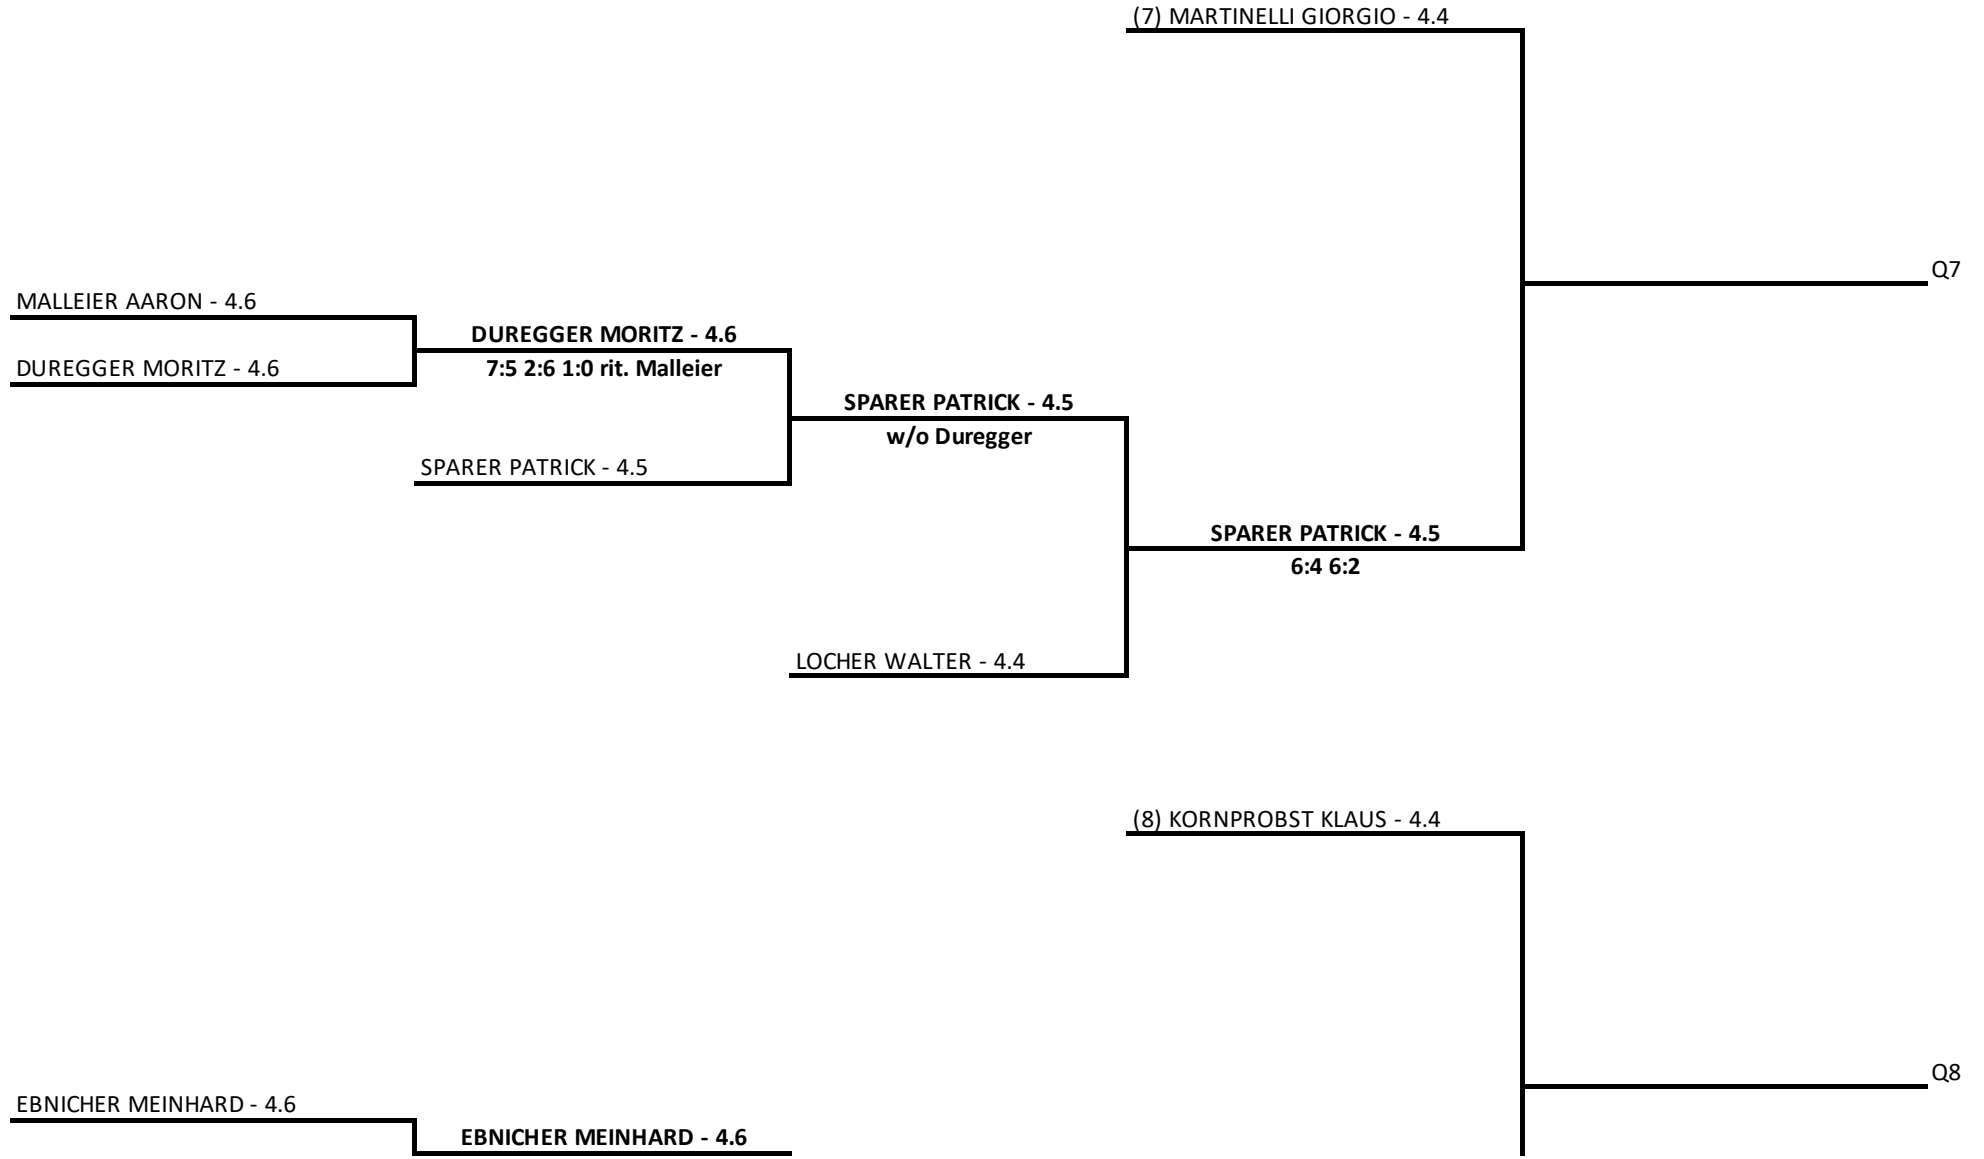 (7) MARTINELLI GIORGIO - 4.4
Q7
MALLEIER AARON - 4.6
DUREGGER MORITZ - 4.6
7:5 2:6 1:0 rit. Malleier
DUREGGER MORITZ - 4.6
SPARER PATRICK - 4.5
w/o Duregger
SPARER PATRICK - 4.5
SPARER PATRICK - 4.5
6:4 6:2
LOCHER WALTER - 4.4
(8) KORNPROBST KLAUS - 4.4
Q8
EBNICHER MEINHARD - 4.6
EBNICHER MEINHARD - 4.6